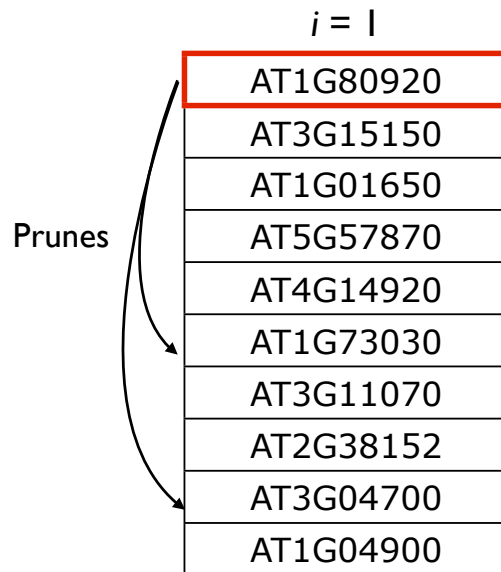 i = 1
AT1G80920
AT3G15150
AT1G01650
Prunes
AT5G57870
AT4G14920
AT1G73030
AT3G11070
AT2G38152
AT3G04700
AT1G04900